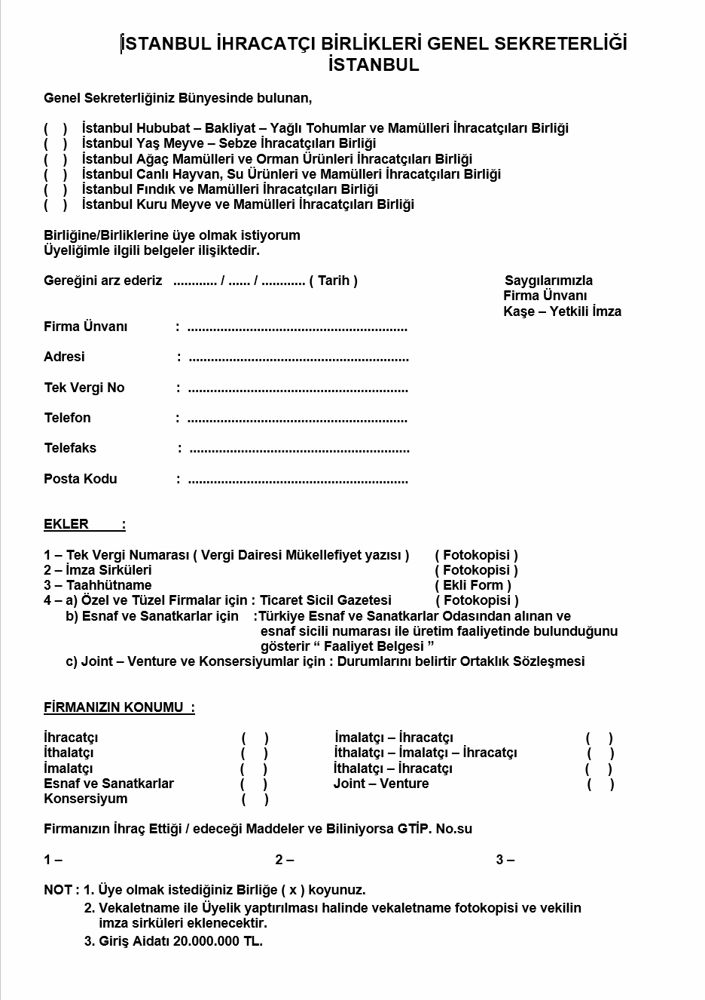 İSTANBUL İHRACATÇI BİRLİKLERİ GENEL SEKRETERLİĞİ
İSTANBUL
Genel Sekreterliğiniz Bünyesinde bulunan,
( ) İstanbul Hububat – Bakliyat – Yağlı Tohumlar ve Mamülleri İhracatçıları Birliği
( ) İstanbul Yaş Meyve – Sebze İhracatçıları Birliği
( ) İstanbul Ağaç Mamülleri ve Orman Ürünleri İhracatçıları Birliği
( ) İstanbul Canlı Hayvan, Su Ürünleri ve Mamülleri İhracatçıları Birliği
( ) İstanbul Fındık ve Mamülleri İhracatçıları Birliği
( ) İstanbul Kuru Meyve ve Mamülleri İhracatçıları Birliği
Birliğine/Birliklerine üye olmak istiyorum
Üyeliğimle ilgili belgeler ilişiktedir.
Gereğini arz ederiz ............ / ...... / ............ ( Tarih ) Saygılarımızla
Firma Ünvanı
Kaşe – Yetkili İmza
Firma Ünvanı : ............................................................
Adresi : ............................................................
Tek Vergi No : ............................................................
Telefon : ............................................................
Telefaks : ............................................................
Posta Kodu : ............................................................
EKLER :
1 – Tek Vergi Numarası ( Vergi Dairesi Mükellefiyet yazısı ) ( Fotokopisi )
2 – İmza Sirküleri ( Fotokopisi )
3 – Taahhütname ( Ekli Form )
4 – a) Özel ve Tüzel Firmalar için : Ticaret Sicil Gazetesi ( Fotokopisi )
b) Esnaf ve Sanatkarlar için :Türkiye Esnaf ve Sanatkarlar Odasından alınan ve
esnaf sicili numarası ile üretim faaliyetinde bulunduğunu
gösterir “ Faaliyet Belgesi ”
c) Joint – Venture ve Konsersiyumlar için : Durumlarını belirtir Ortaklık Sözleşmesi
FİRMANIZIN KONUMU :
İhracatçı ( ) İmalatçı – İhracatçı ( )
İthalatçı ( ) İthalatçı – İmalatçı – İhracatçı ( )
İmalatçı ( ) İthalatçı – İhracatçı ( )
Esnaf ve Sanatkarlar ( ) Joint – Venture ( )
Konsersiyum ( )
Firmanızın İhraç Ettiği / edeceği Maddeler ve Biliniyorsa GTİP. No.su
1 – 2 – 3 –
NOT : 1. Üye olmak istediğiniz Birliğe ( x ) koyunuz.
2. Vekaletname ile Üyelik yaptırılması halinde vekaletname fotokopisi ve vekilin
imza sirküleri eklenecektir.
3. Giriş Aidatı 20.000.000 TL.